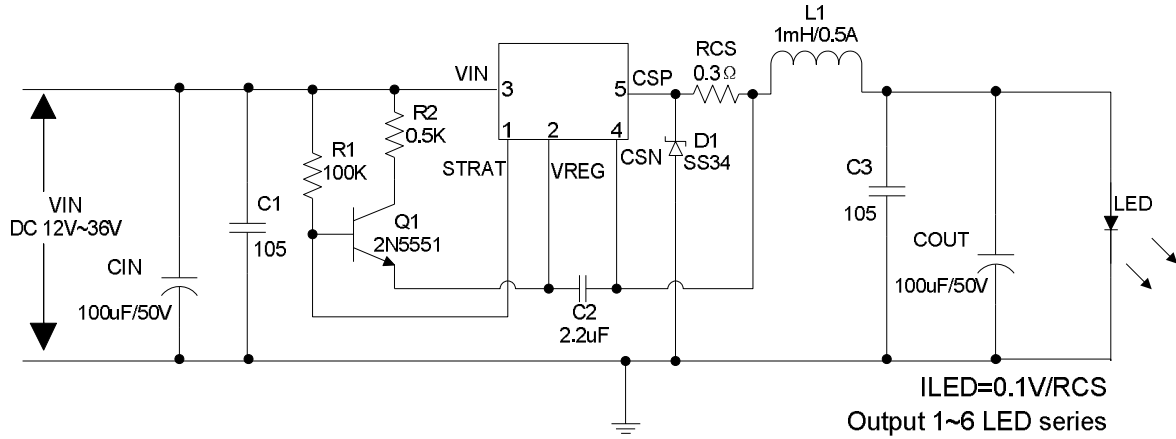 L1
1mH/0.5A
RCS
0.3Ω
VIN
3
5
CSP
1
2
4
R2
0.5K
R1
100K
STRAT
VREG
CSN
D1
SS34
VIN
DC 12V~36V
C1
105
Q1
2N5551
C3
105
LED
CIN
100uF/50V
COUT
100uF/50V
C2
2.2uF
ILED=0.1V/RCS
Output 1~6 LED series